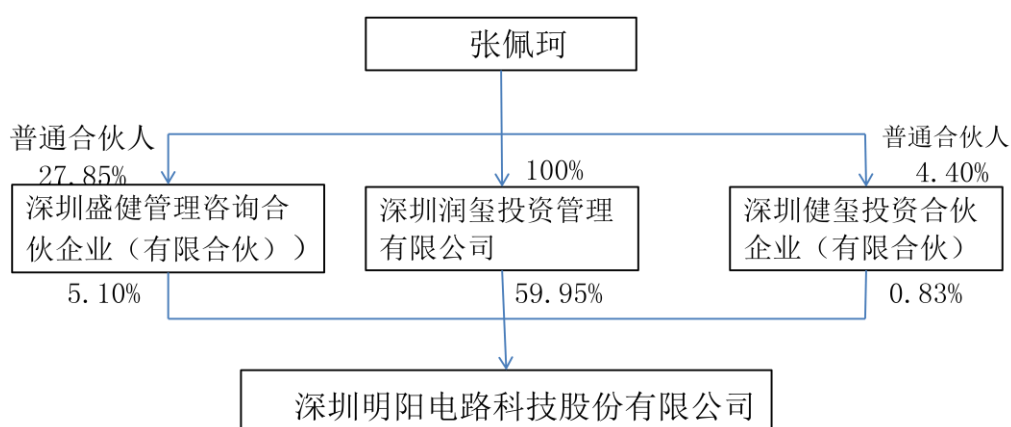 张佩珂
普通合伙人
27.85%
100%
普通合伙人
4.40%
深圳盛健管理咨询合
伙企业（有限合伙））
深圳润玺投资管理
有限公司
深圳健玺投资合伙
企业（有限合伙）
5.10%
59.95%
0.83%
深圳明阳电路科技股份有限公司